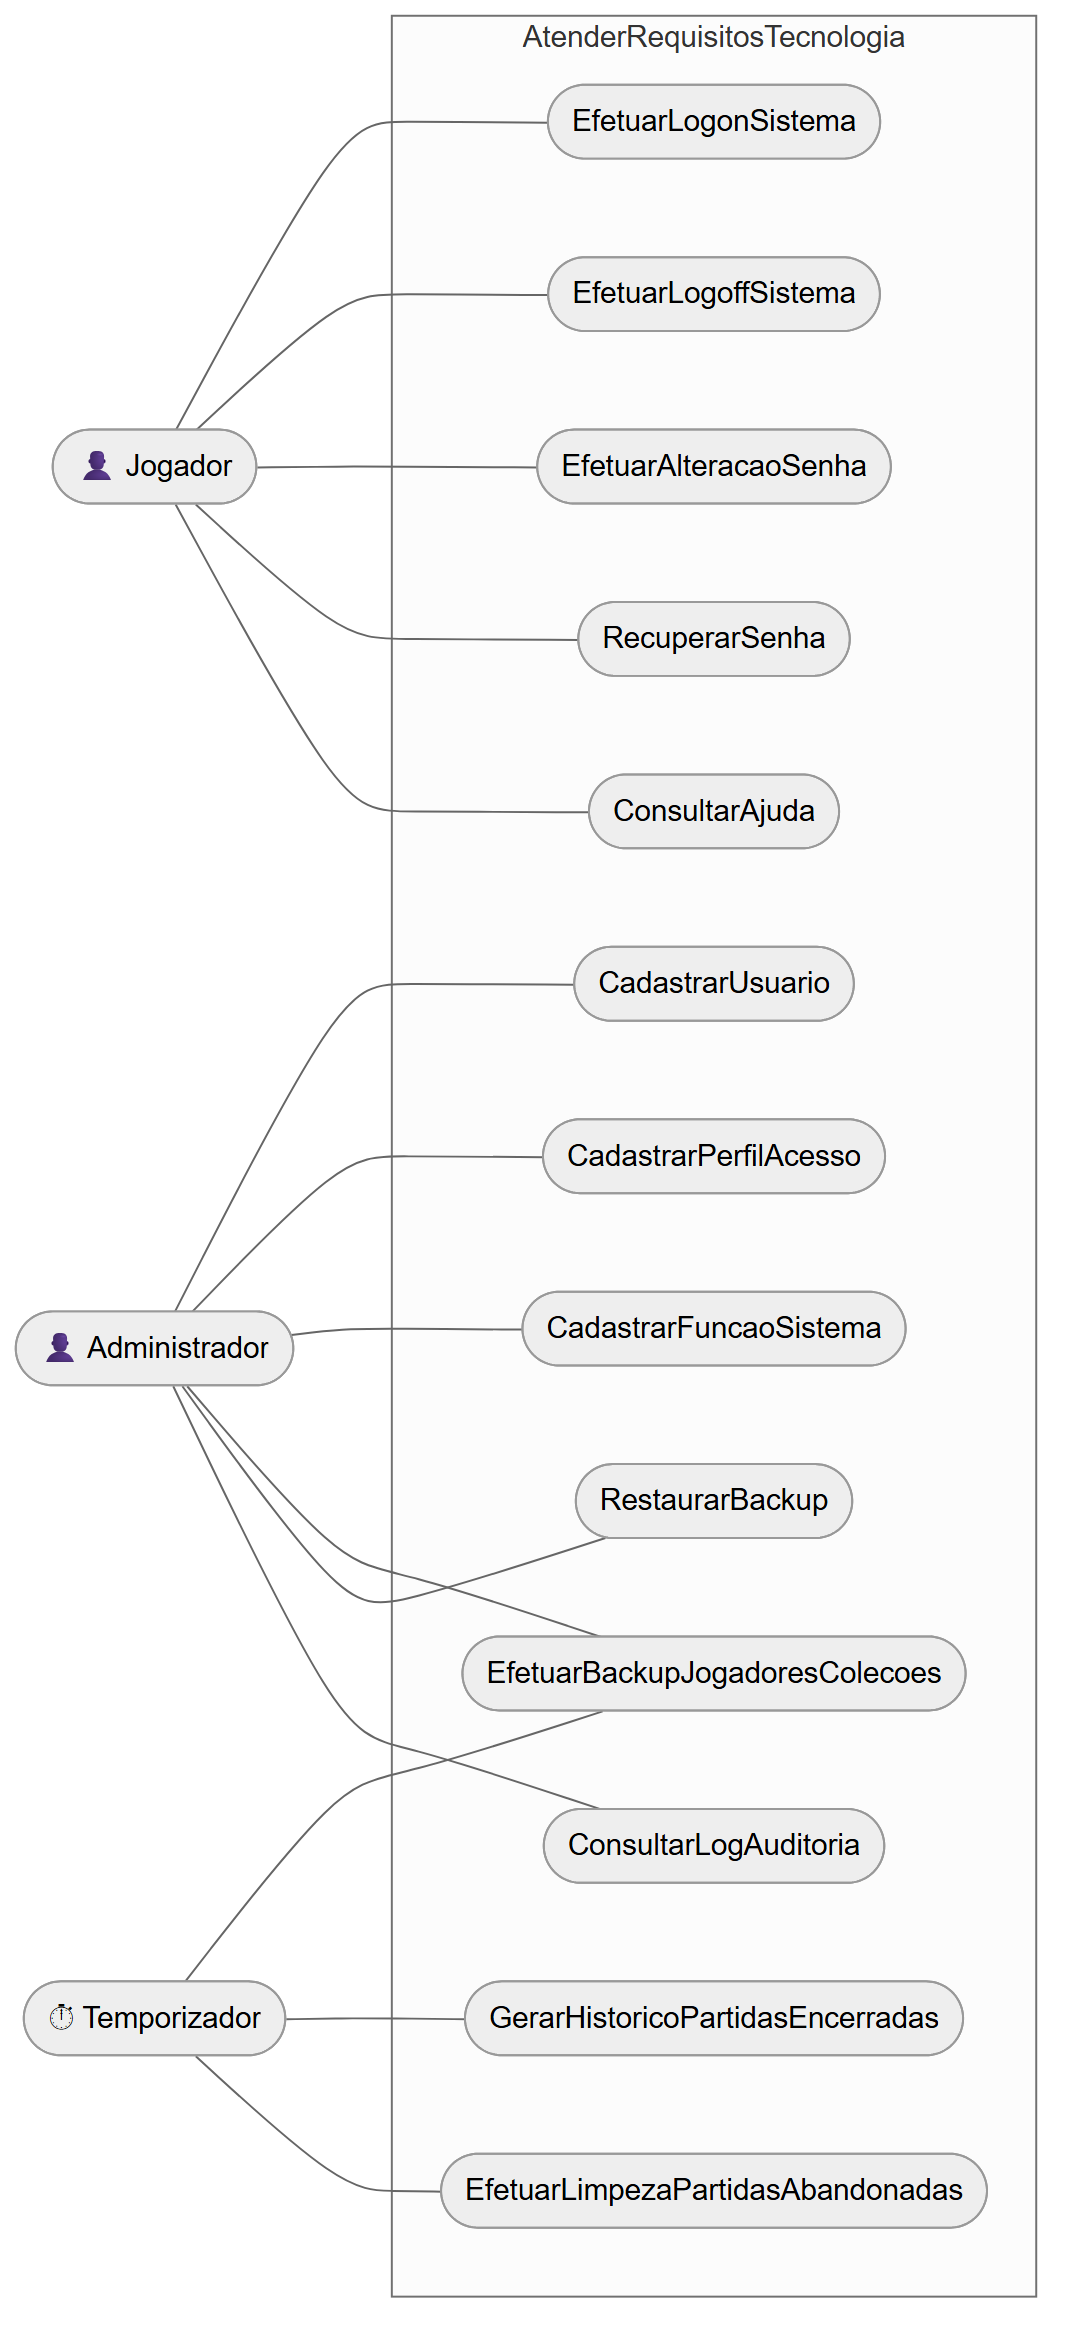 AtenderRequisitosTecnologia
EfetuarLogonSistema
EfetuarLogoffSistema
Jogador
EfetuarAlteracaoSenha
RecuperarSenha
ConsultarAjuda
CadastrarUsuario
CadastrarPerfilAcesso
CadastrarFuncaoSistema
Administrador
RestaurarBackup
EfetuarBackupJogadoresColecoes
ConsultarLogAuditoria
Temporizador
GerarHistoricoPartidasEncerradas
EfetuarLimpezaPartidasAbandonadas